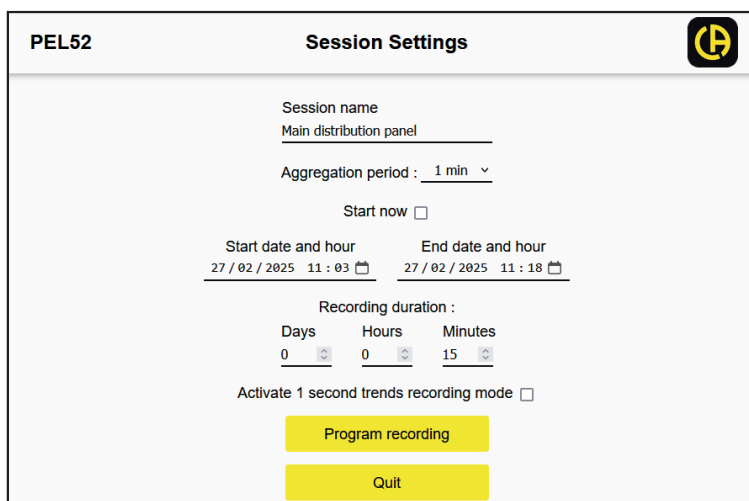 PEL52
Session Settings
CA
Session name
Main distribution panel
Aggregation period : 1 min
Start now
Start date and hour End date and hour
27/02/2025 11:03 27/02/2025 11:18
Recording duration :
Days Hours Minutes
0 0 15
Activate 1 second trends recording mode
Program recording
Quit